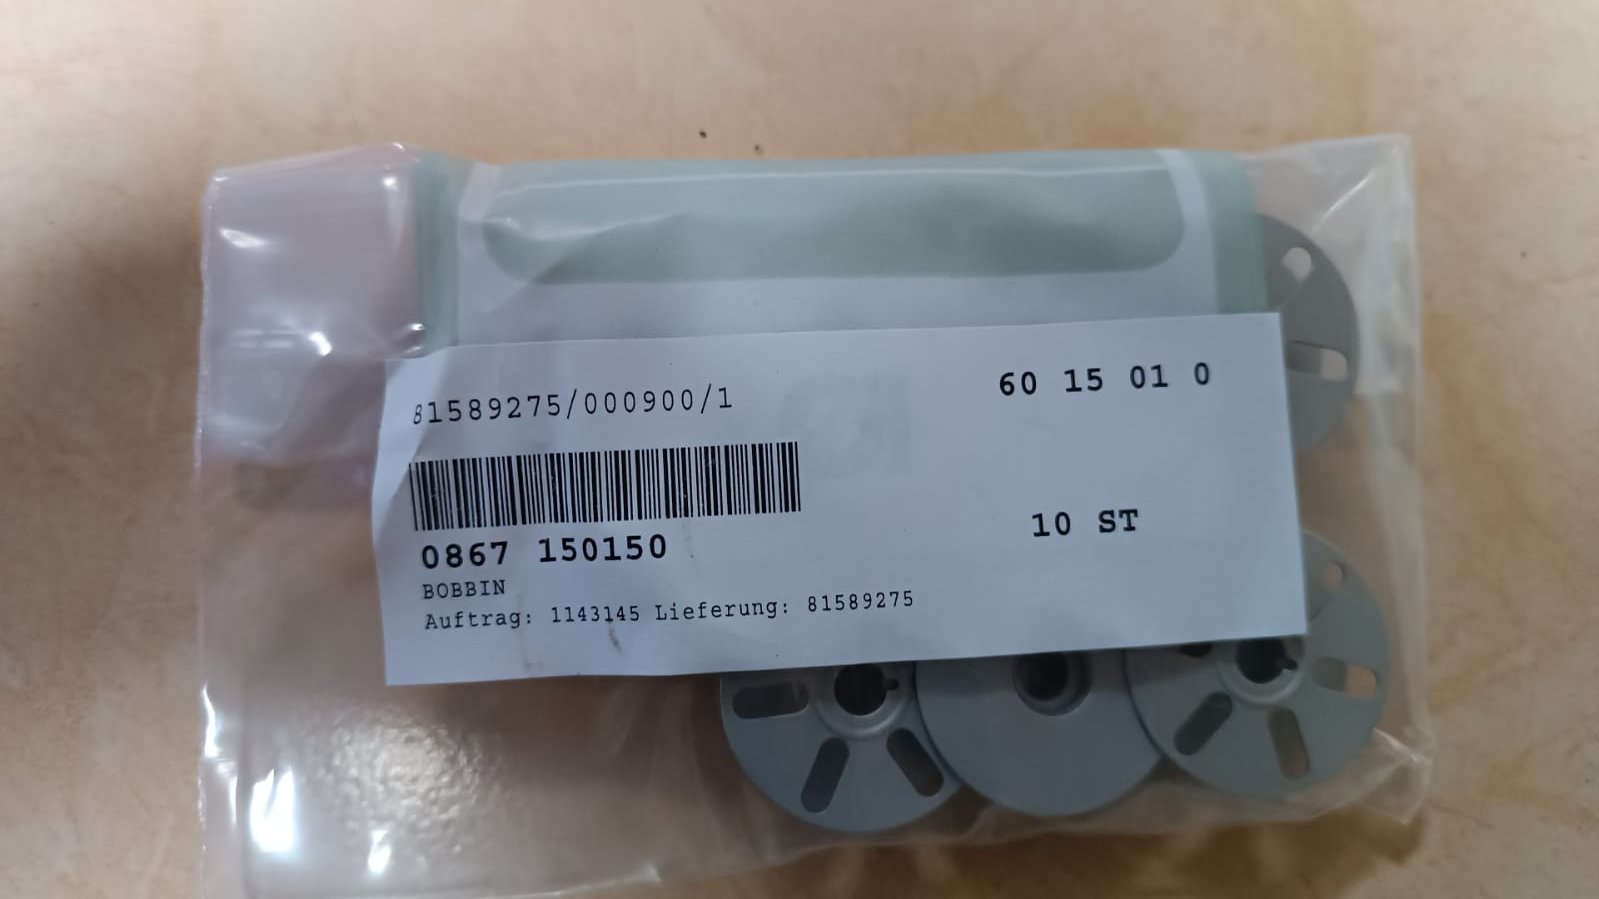 81589275/000900/1
60 15 01 0
0867 150150
10 ST
BOBBIN
Auftrag: 1143145 Lieferung: 81589275